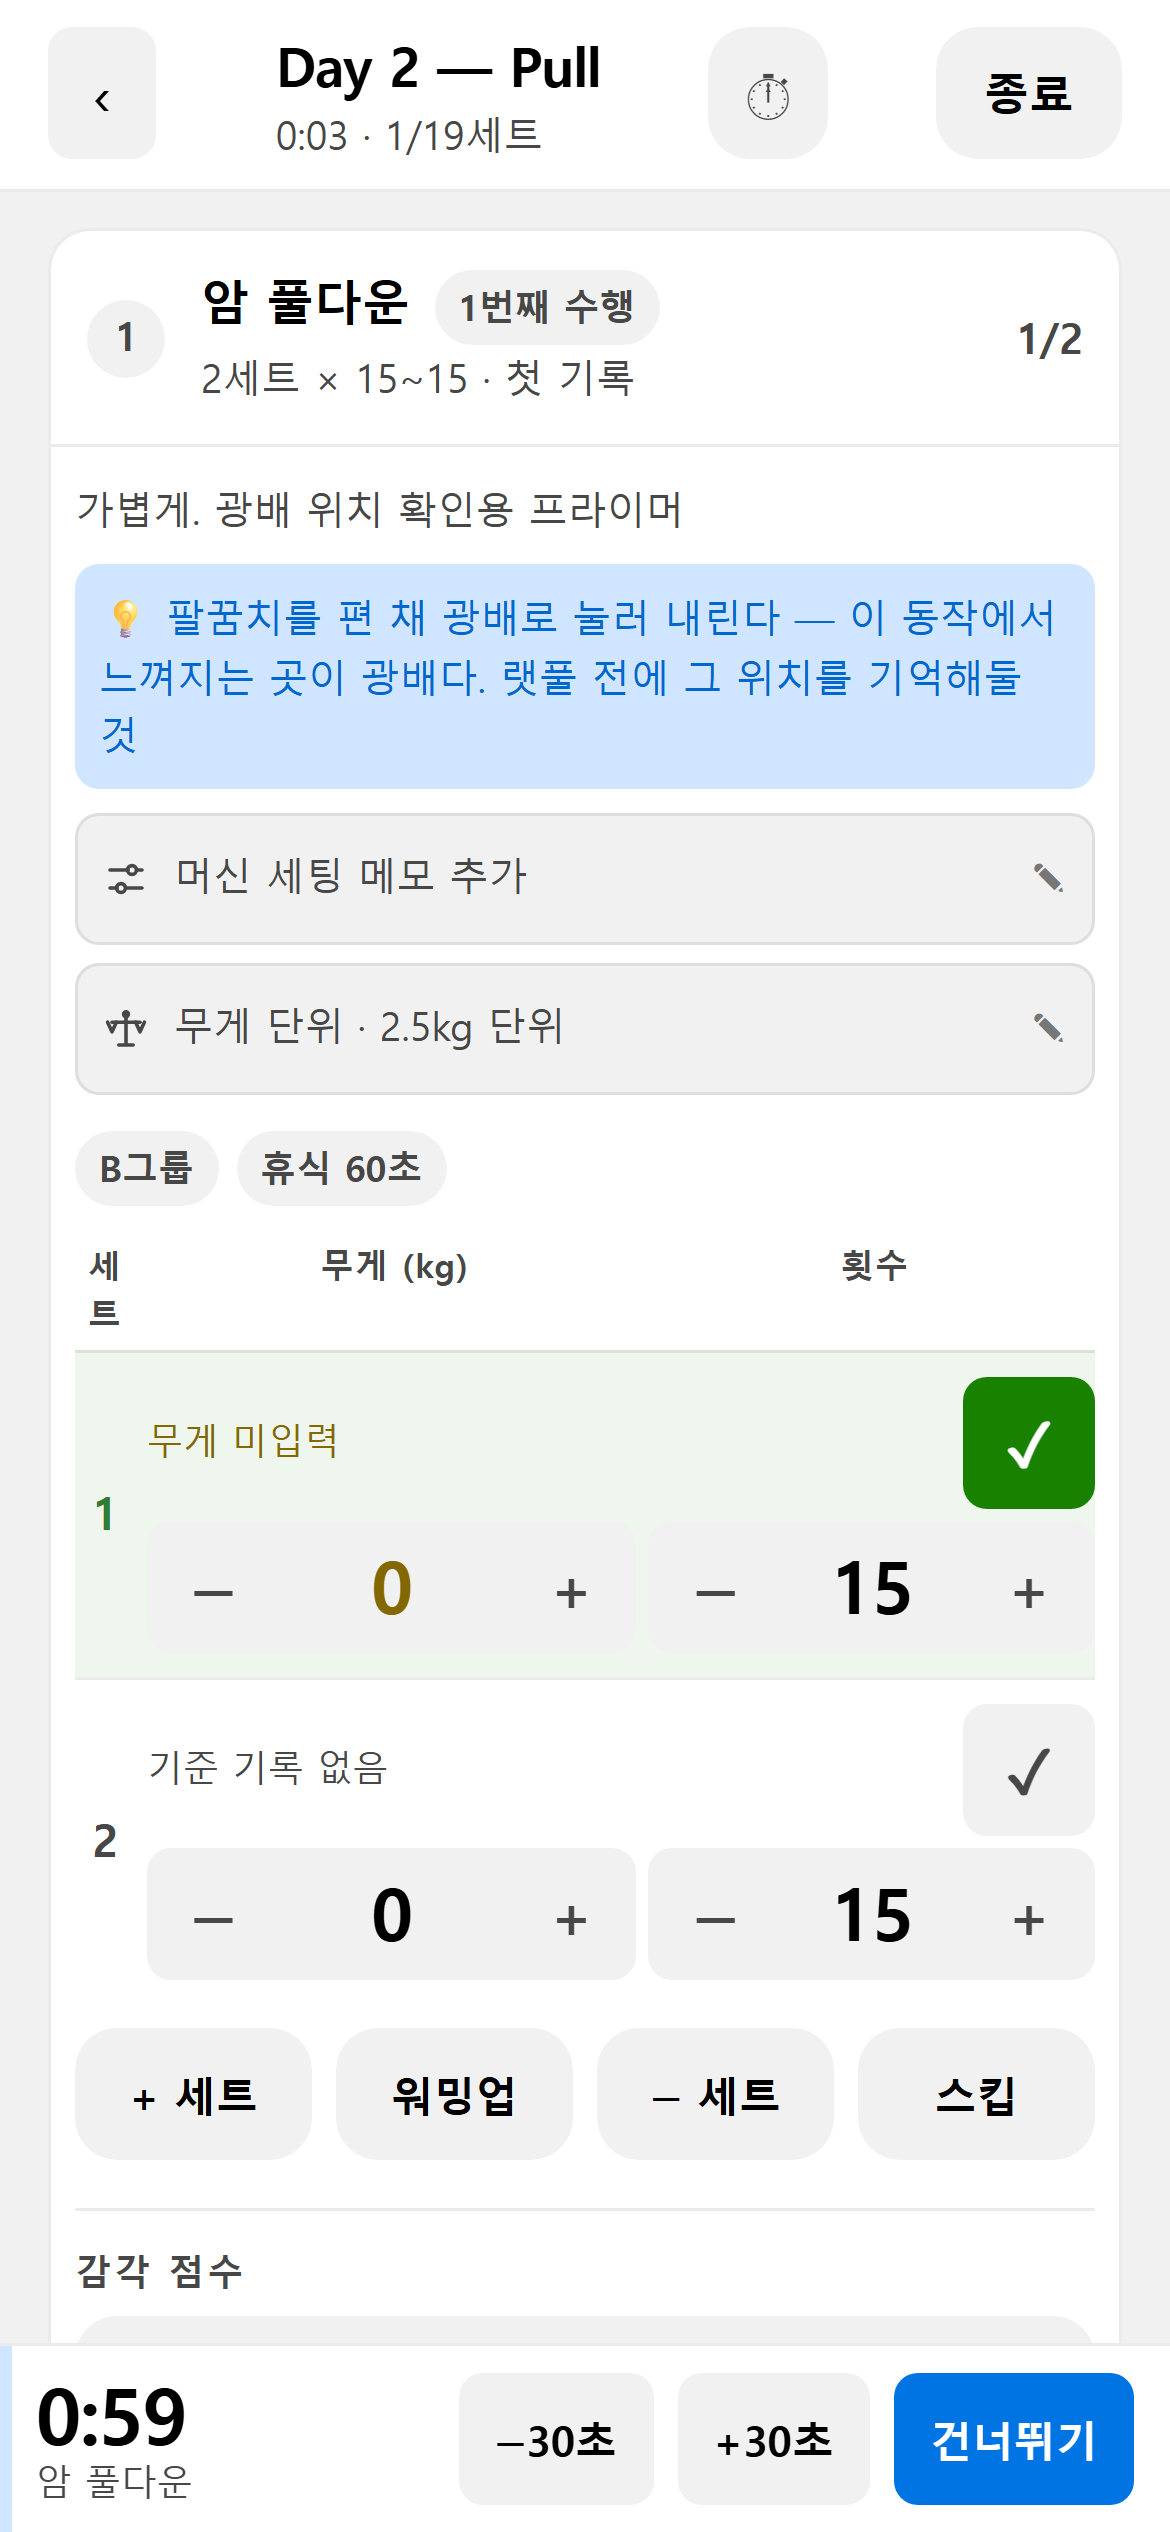 ‹
Day 2 — Pull
0:03 · 1/19세트
종료
1
암 풀다운
1번째 수행
2세트 × 15~15 · 첫 기록
1/2
가볍게. 광배 위치 확인용 프라이머
💡 팔꿈치를 편 채 광배로 눌러 내린다 — 이 동작에서
느껴지는 곳이 광배다. 랫풀 전에 그 위치를 기억해둘
것
머신 세팅 메모 추가
무게 단위 · 2.5kg 단위
B그룹
휴식 60초
세
트
무게 (kg)
횟수
무게 미입력
✓
1
− 0 +
− 15 +
기준 기록 없음
✓
2
− 0 +
− 15 +
+ 세트
워밍업
− 세트
스킵
감각 점수
0:59
암 풀다운
−30초
+30초
건너뛰기